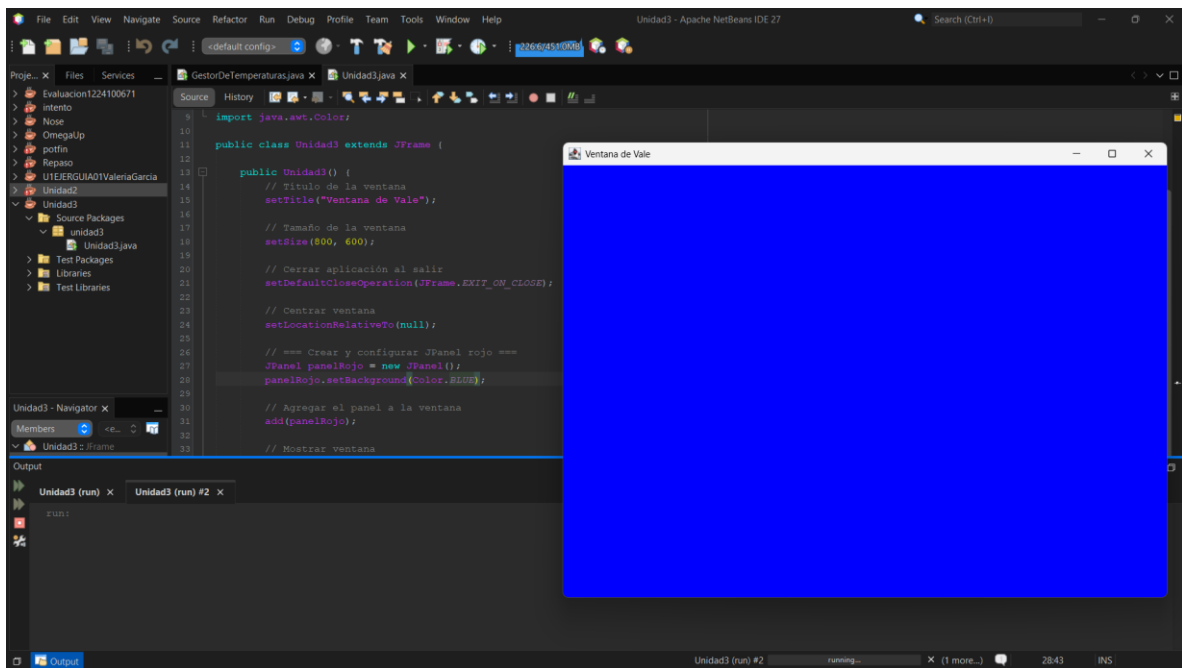 File Edit View Navigate Source Refactor Run Debug Profile Team Tools Window Help Unidad3 - Apache NetBeans IDE 27 Search (Ctrl+I)
<default config> 226.6/451.0MB
Proje... X Files Services GestorDeTemperaturas.java X Unidad3.java X
Source History
Evaluacion1224100671
intento
Nose
OmegaUp
potfin
Repaso
U1EJERGUIA01ValeriaGarcia
Unidad2
Unidad3
Source Packages
unidad3
Unidad3.java
Test Packages
Libraries
Test Libraries
9 import java.awt.Color;
10
11 public class Unidad3 extends JFrame {
12
13 public Unidad3() {
14 // Título de la ventana
15 setTitle("Ventana de Vale");
16
17 // Tamaño de la ventana
18 setSize(800, 600);
19
20 // Cerrar aplicación al salir
21 setDefaultCloseOperation(JFrame.EXIT_ON_CLOSE);
22
23 // Centrar ventana
24 setLocationRelativeTo(null);
25
26 // === Crear y configurar JPanel rojo ===
27 JPanel panelRojo = new JPanel();
28 panelRojo.setBackground(Color.BLUE);
29
30 // Agregar el panel a la ventana
31 add(panelRojo);
32
33 // Mostrar ventana
Ventana de Vale
Unidad3 - Navigator X
Members <e...
Unidad3 :: JFrame
Output
Unidad3 (run) X Unidad3 (run) #2 X
run:
Output Unidad3 (run) #2 running... X (1 more...) 28:43 INS